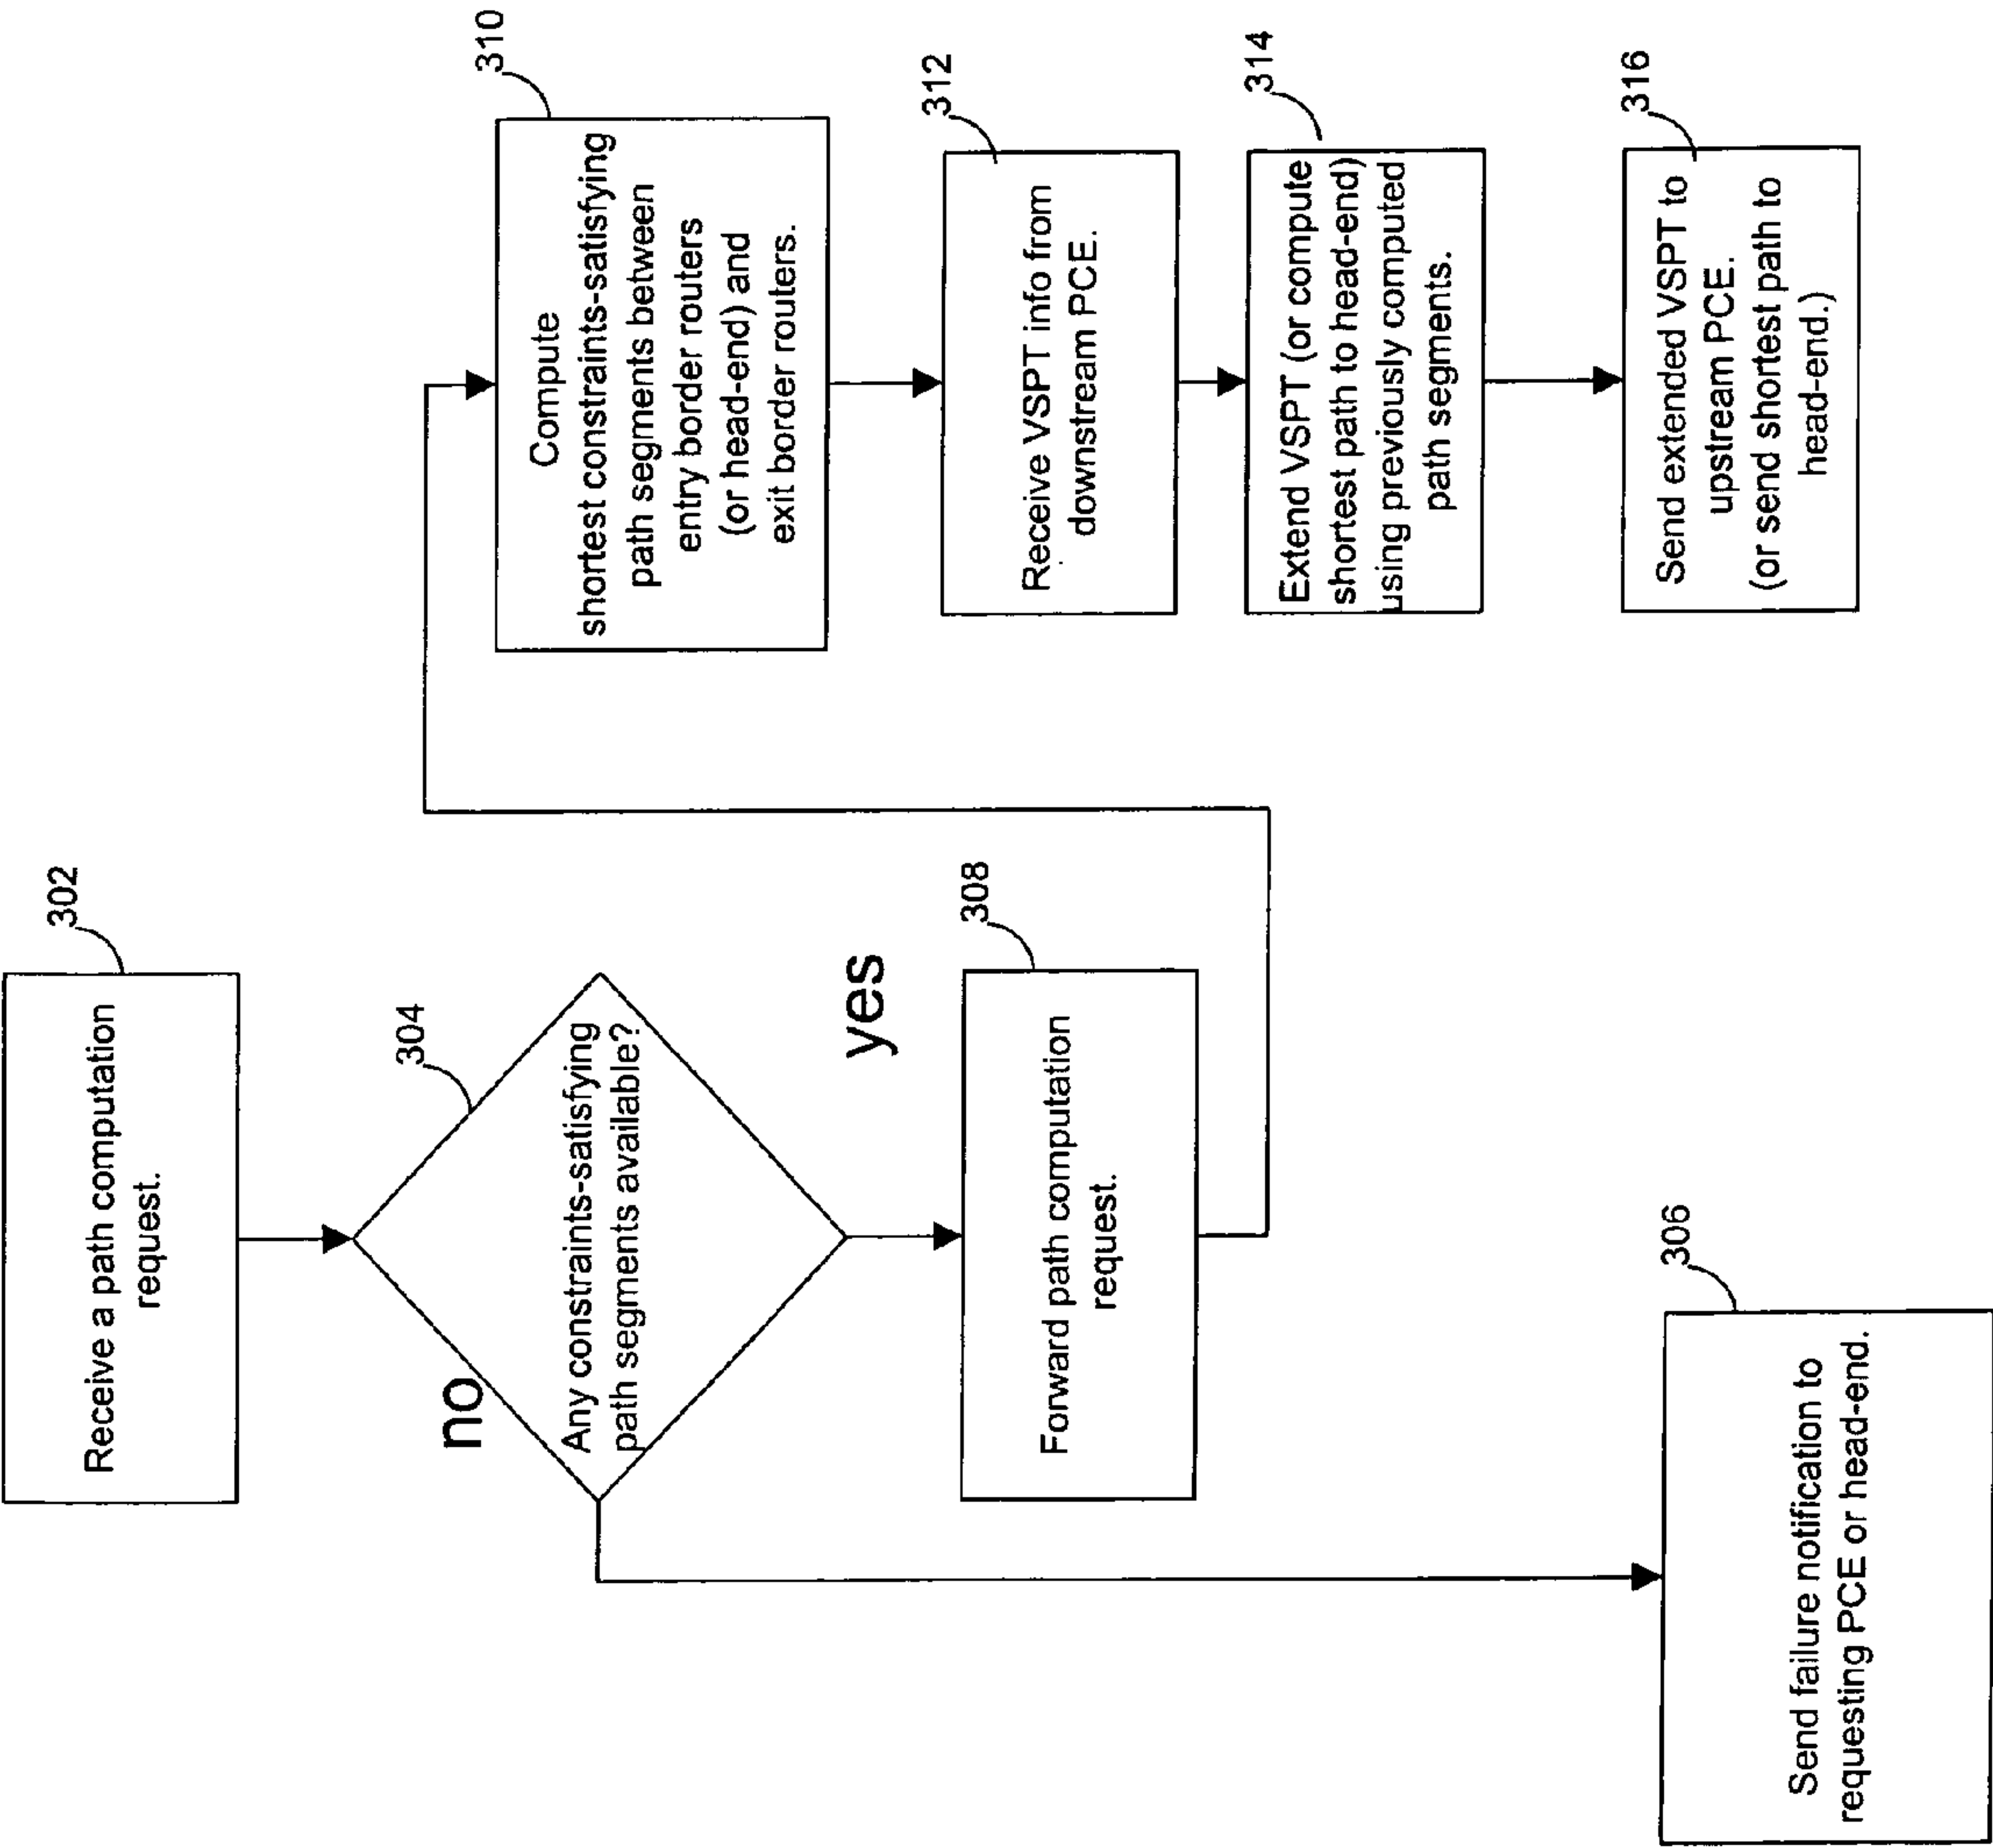 302
Receive a path computation
request.
304
Any constraints-satisfying
path segments available?
no
yes
306
Send failure notification to
requesting PCE or head-end.
308
Forward path computation
request.
310
Compute
shortest constraints-satisfying
path segments between
entry border routers
(or head-end) and
exit border routers.
312
Receive VSPT info from
downstream PCE.
314
Extend VSPT (or compute
shortest path to head-end)
using previously computed
path segments.
316
Send extended VSPT to
upstream PCE.
(or send shortest path to
head-end.)